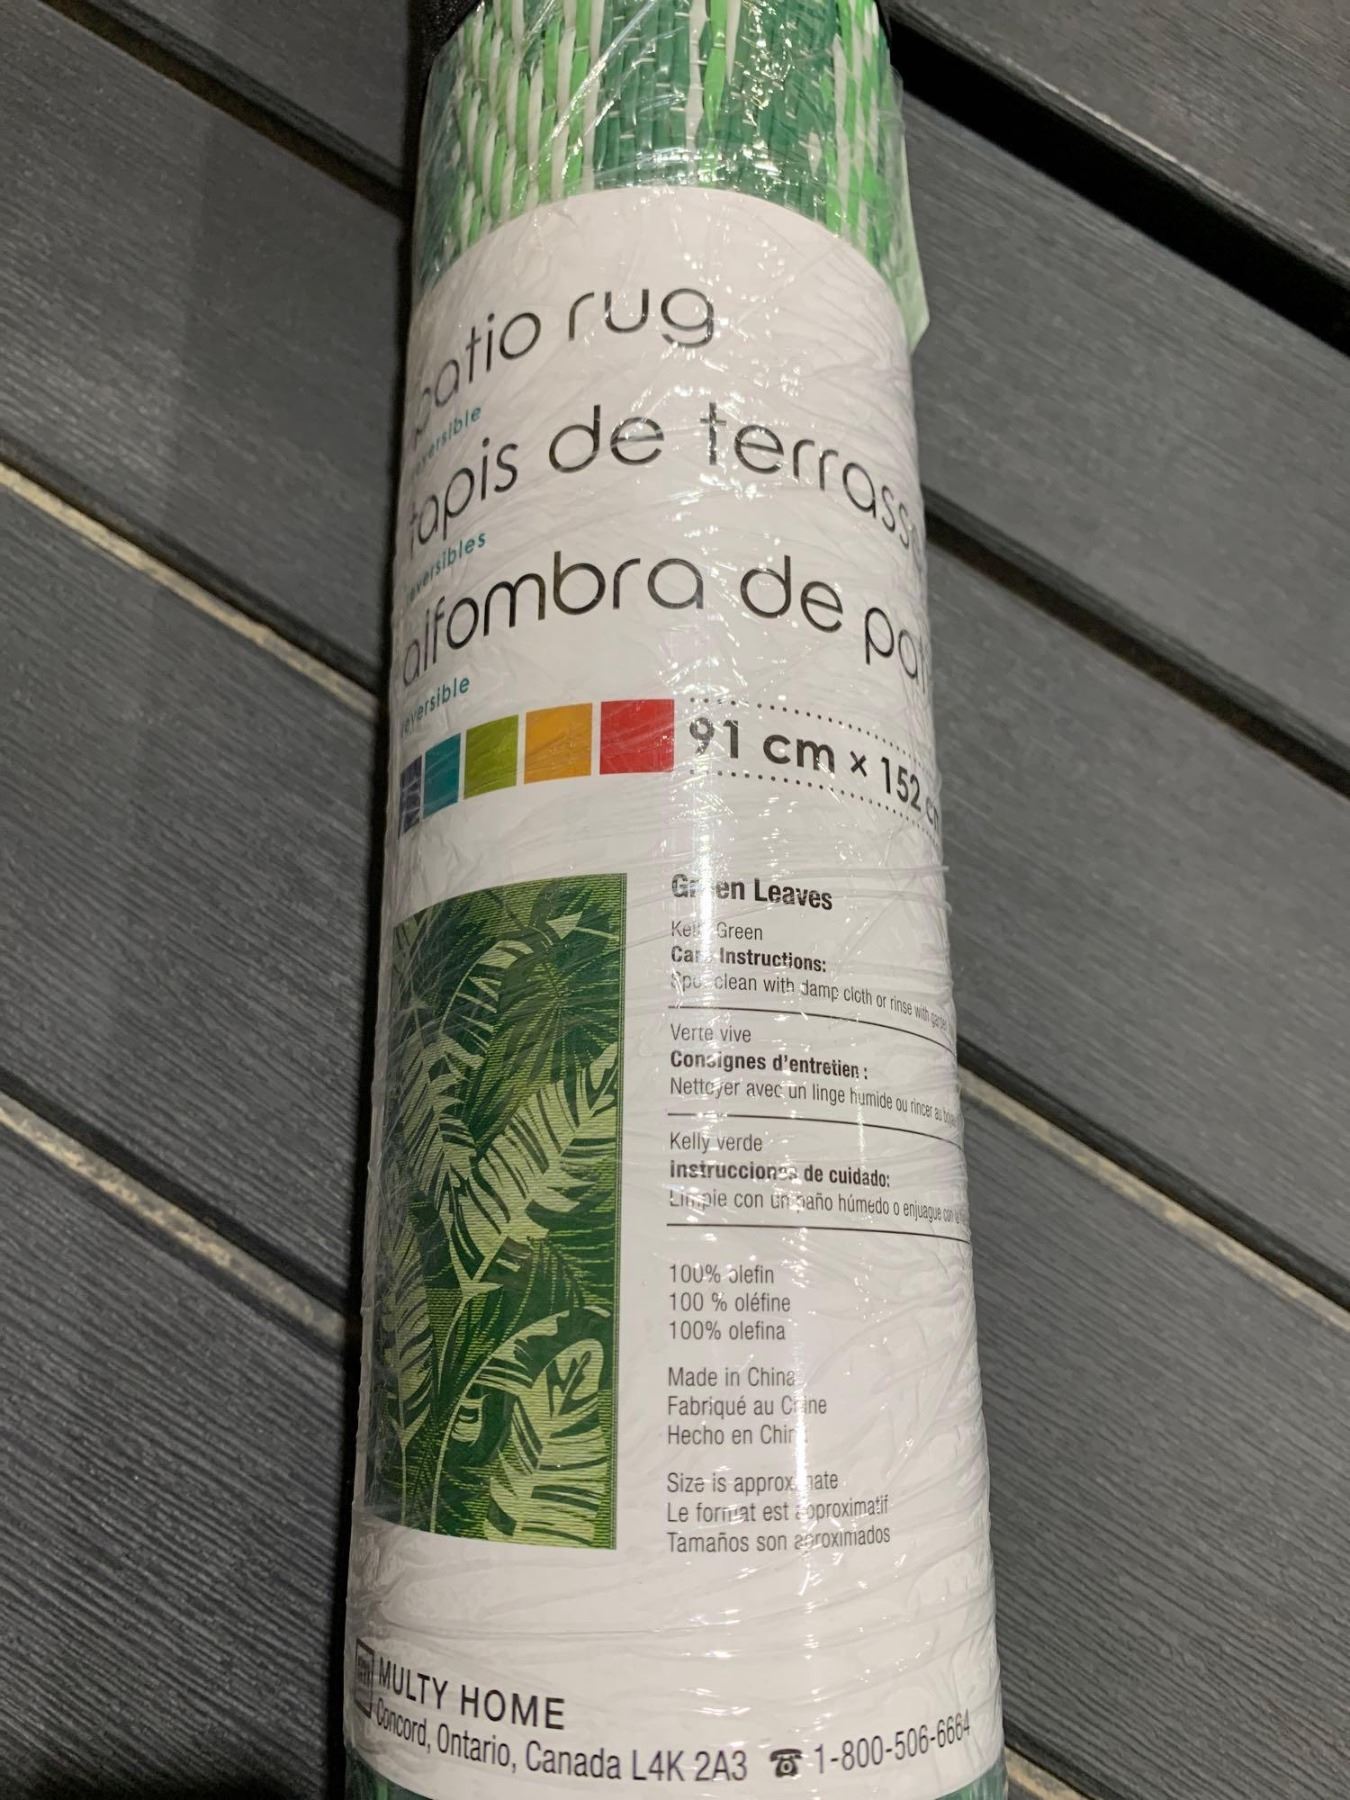 patio rug
reversible
tapis de terrasse
reversibles
alfombra de
reversible
91 cm × 152 cm
Green Leaves
Kelly Green
Care Instructions:
Spot clean with damp cloth or rinse with garden
Verte vive
Consignes d'entretien :
Nettoyer avec un linge humide ou rincer au
Kelly verde
instrucciones de cuidado:
Limpie con un paño húmedo o enjuague con
100% olefin
100 % oléfine
100% olefina
Made in China
Fabriqué au Chine
Hecho en China
Size is approximate
Le format est approximatif
Tamaños son aproximados
MULTY HOME
Concord, Ontario, Canada L4K 2A3 ☎ 1-800-506-6664